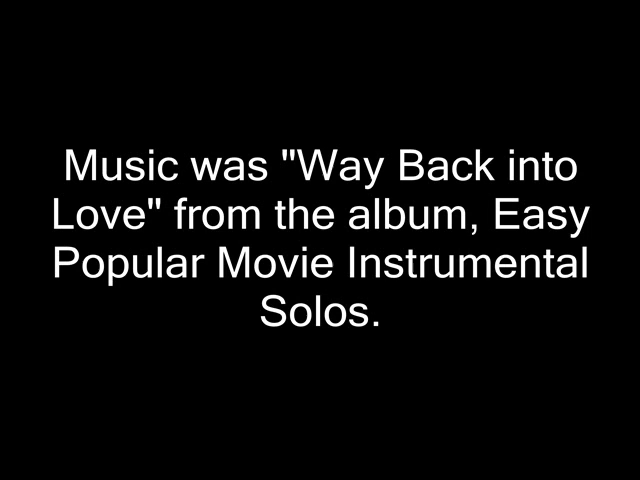 Music was "Way Back into
Love" from the album, Easy
Popular Movie Instrumental
Solos.